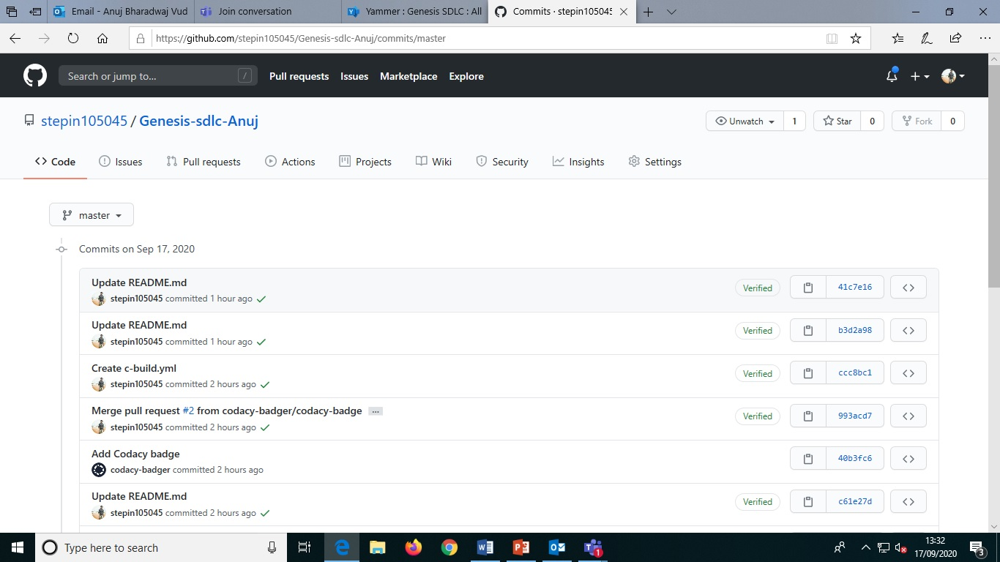 Email - Anuj Bharadwaj Vud
Join conversation
Yammer : Genesis SDLC : All
Commits · stepin105045
https://github.com/stepin105045/Genesis-sdlc-Anuj/commits/master
Search or jump to...
/
Pull requests
Issues
Marketplace
Explore
stepin105045 / Genesis-sdlc-Anuj
Unwatch
1
Star
0
Fork
0
Code
Issues
Pull requests
Actions
Projects
Wiki
Security
Insights
Settings
master
Commits on Sep 17, 2020
Update README.md
stepin105045 committed 1 hour ago
Verified
41c7e16
Update README.md
stepin105045 committed 1 hour ago
Verified
b3d2a98
Create c-build.yml
stepin105045 committed 2 hours ago
Verified
ccc8bc1
Merge pull request #2 from codacy-badger/codacy-badge ...
stepin105045 committed 2 hours ago
Verified
993acd7
Add Codacy badge
codacy-badger committed 2 hours ago
40b3fc6
Update README.md
stepin105045 committed 2 hours ago
Verified
c61e27d
Type here to search
1
13:32
17/09/2020
3